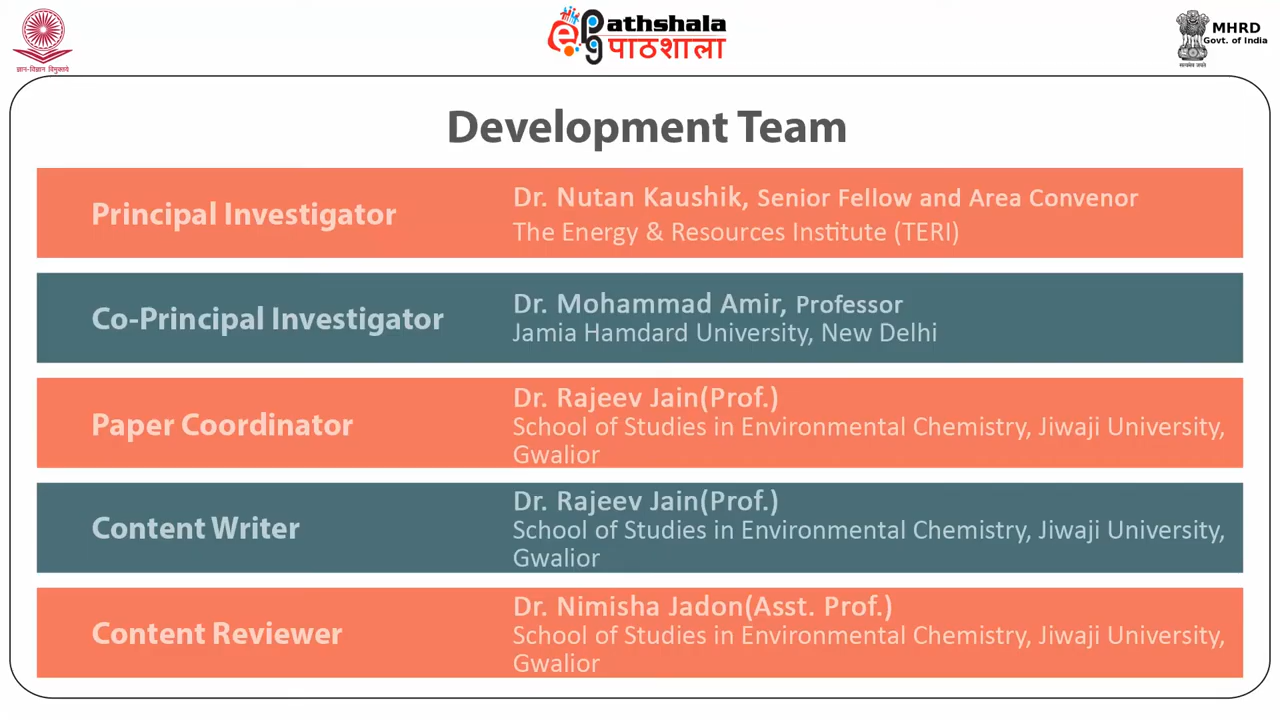 ज्ञान-विज्ञान विमुक्तये
ePathshala
पाठशाला
सत्यमेव जयते
MHRD
Govt. of India
Development Team
Principal Investigator
Dr. Nutan Kaushik, Senior Fellow and Area Convenor
The Energy & Resources Institute (TERI)
Co-Principal Investigator
Dr. Mohammad Amir, Professor
Jamia Hamdard University, New Delhi
Paper Coordinator
Dr. Rajeev Jain(Prof.)
School of Studies in Environmental Chemistry, Jiwaji University,
Gwalior
Content Writer
Dr. Rajeev Jain(Prof.)
School of Studies in Environmental Chemistry, Jiwaji University,
Gwalior
Content Reviewer
Dr. Nimisha Jadon(Asst. Prof.)
School of Studies in Environmental Chemistry, Jiwaji University,
Gwalior